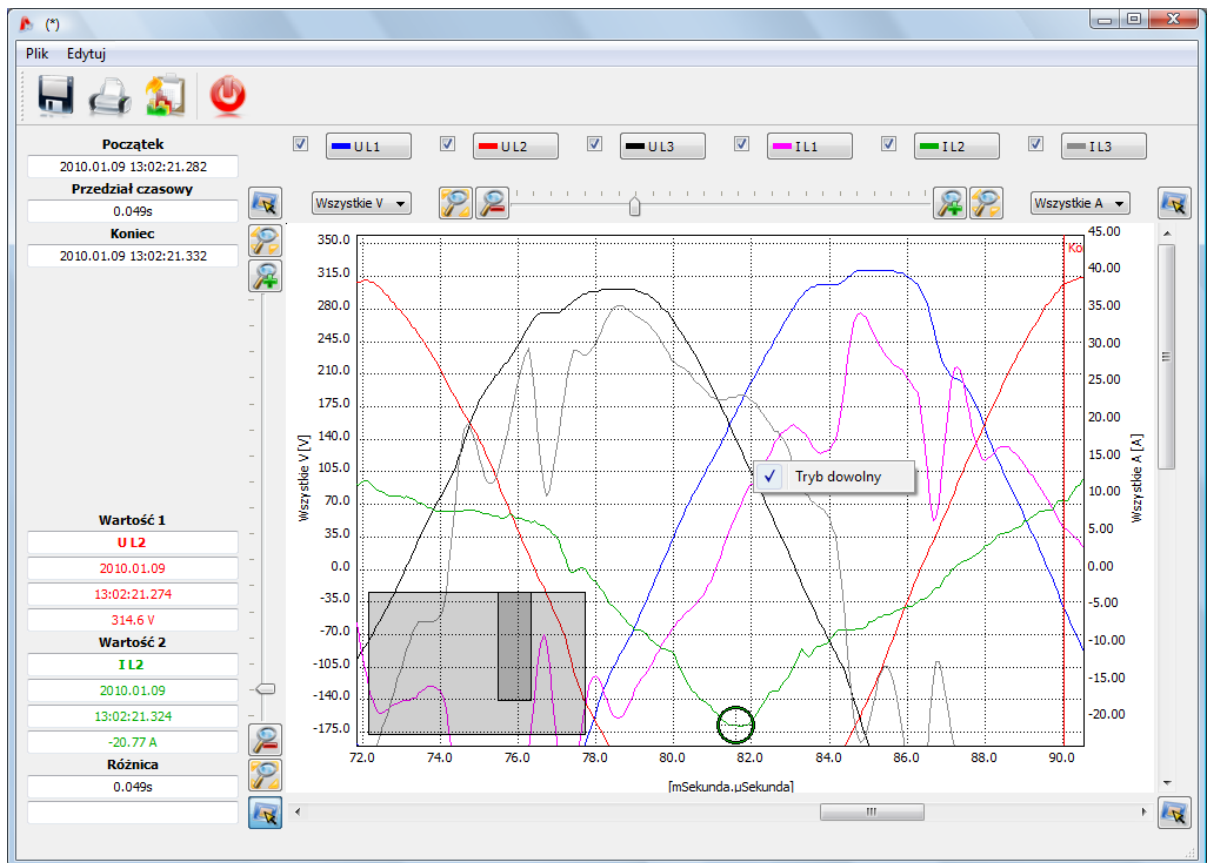 (*)
Plik Edytuj
Początek
2010.01.09 13:02:21.282
Przedział czasowy
0.049s
Koniec
2010.01.09 13:02:21.332
U L1 U L2 U L3 I L1 I L2 I L3
Wszystkie V
Wszystkie A
Wartość 1
U L2
2010.01.09
13:02:21.274
314.6 V
Wartość 2
I L2
2010.01.09
13:02:21.324
-20.77 A
Różnica
0.049s
Wszystkie V [V]
350.0
315.0
280.0
245.0
210.0
175.0
140.0
105.0
70.0
35.0
0.0
-35.0
-70.0
-105.0
-140.0
-175.0
Ko
Tryb dowolny
45.00
40.00
35.00
30.00
25.00
20.00
15.00
10.00
5.00
0.00
-5.00
-10.00
-15.00
-20.00
Wszystkie A [A]
72.0 74.0 76.0 78.0 80.0 82.0 84.0 86.0 88.0 90.0
[mSekunda.µSekunda]